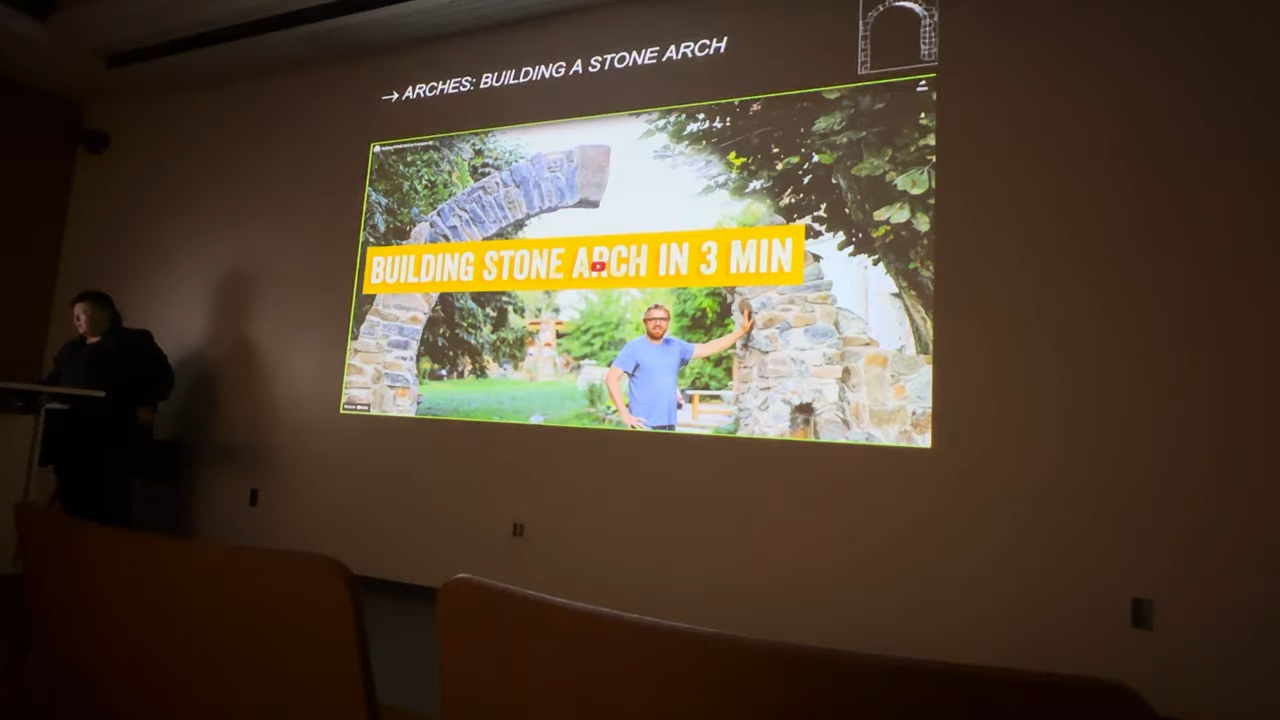 → ARCHES: BUILDING A STONE ARCH
BUILDING STONE ARCH IN 3 MIN